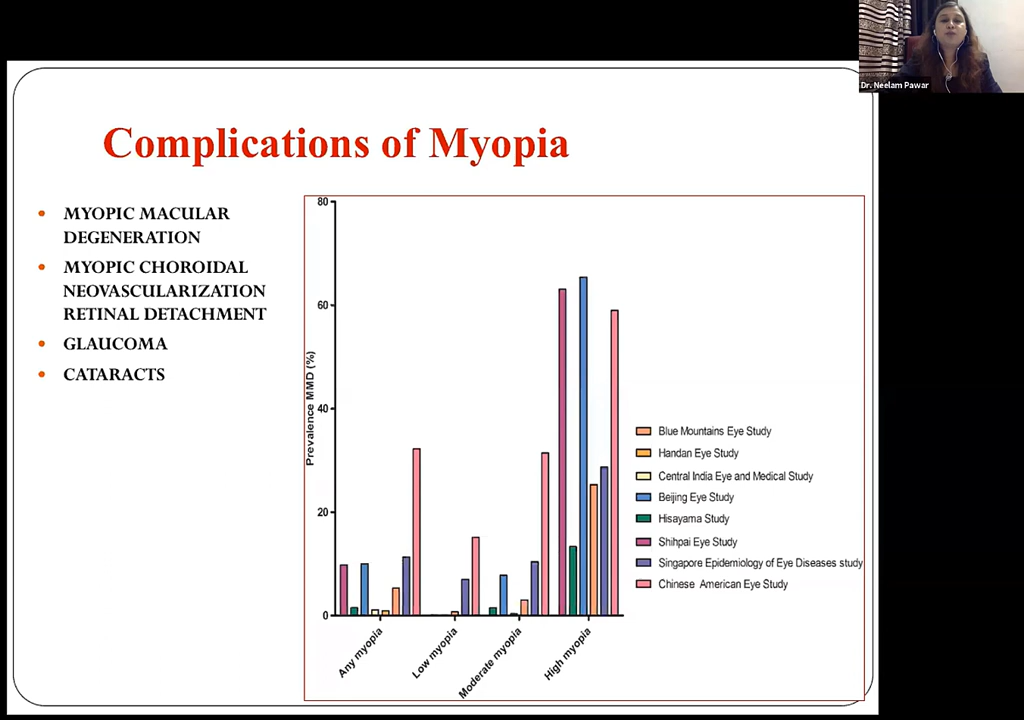 Dr. Neelam Pawar
Complications of Myopia
• MYOPIC MACULAR
DEGENERATION
• MYOPIC CHOROIDAL
NEOVASCULARIZATION
RETINAL DETACHMENT
• GLAUCOMA
• CATARACTS
80
60
40
20
0
Prevalence MMD (%)
Any myopia
Low myopia
Moderate myopia
High myopia
Blue Mountains Eye Study
Handan Eye Study
Central India Eye and Medical Study
Beijing Eye Study
Hisayama Study
Shihpai Eye Study
Singapore Epidemiology of Eye Diseases study
Chinese American Eye Study